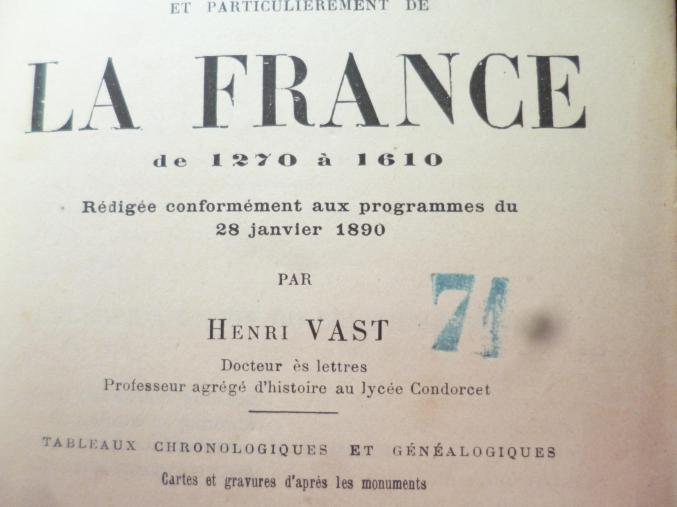 ET PARTICULIÈREMENT DE
LA FRANCE
de 1270 à 1610
Rédigée conformément aux programmes du
28 janvier 1890
PAR
HENRI VAST
71
Docteur ès lettres
Professeur agrégé d'histoire au lycée Condorcet
TABLEAUX CHRONOLOGIQUES ET GÉNÉALOGIQUES
Cartes et gravures d'après les monuments